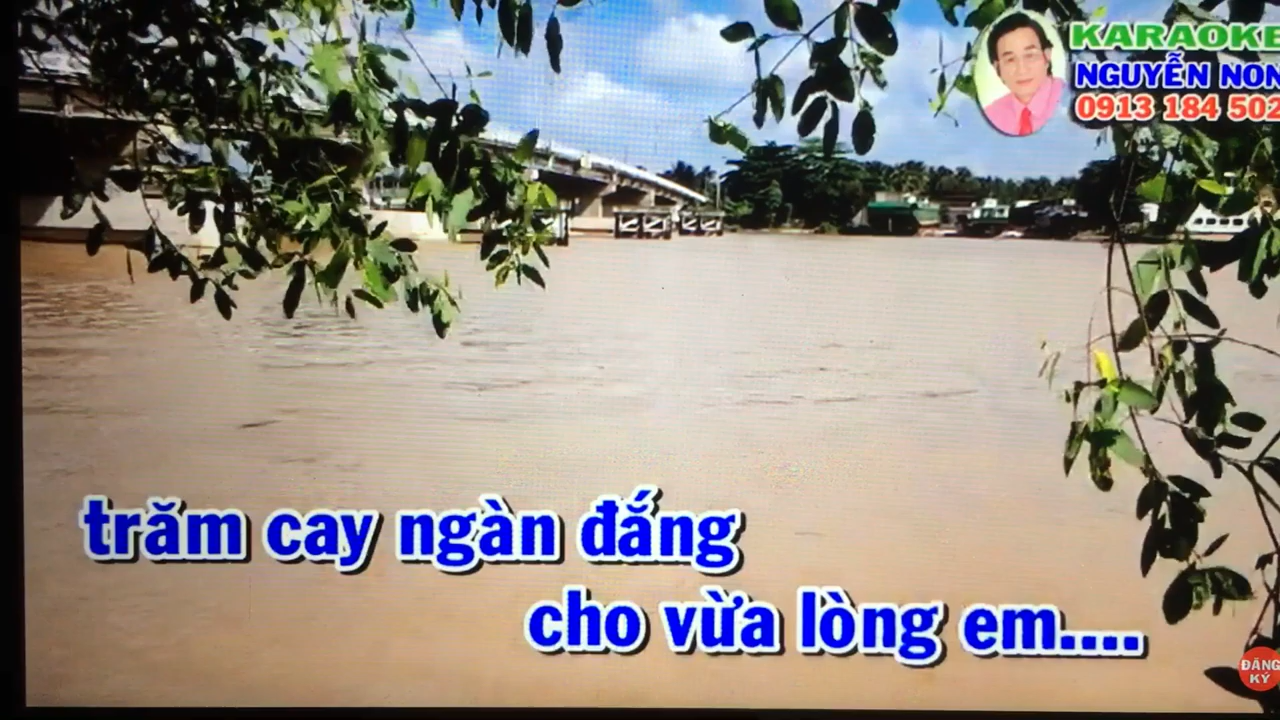 KARAOKE
NGUYỄN NON
0913 184 502
trăm cay ngàn đắng
cho vừa lòng em....
ĐĂNG
KÝ